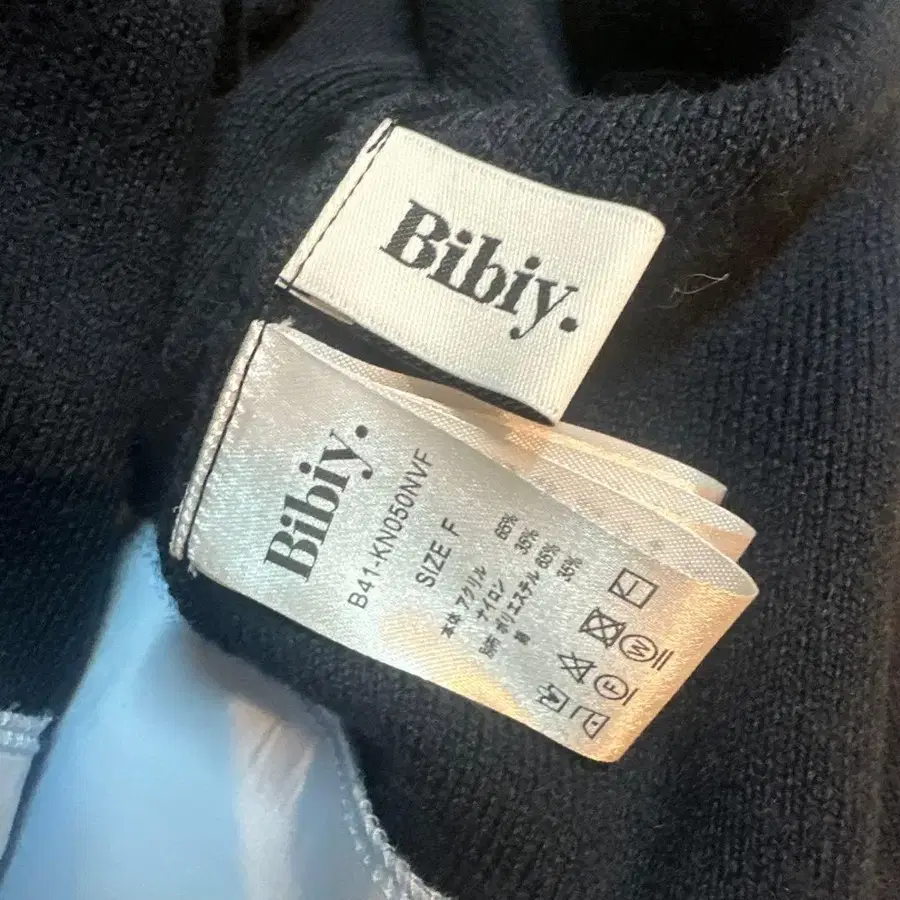 Bibiy.
Bibiy.
B41-KN050NVF
SIZE F
本体 アクリル 65%
ナイロン 35%
別布 ポリエステル 65%
綿 35%
W
F